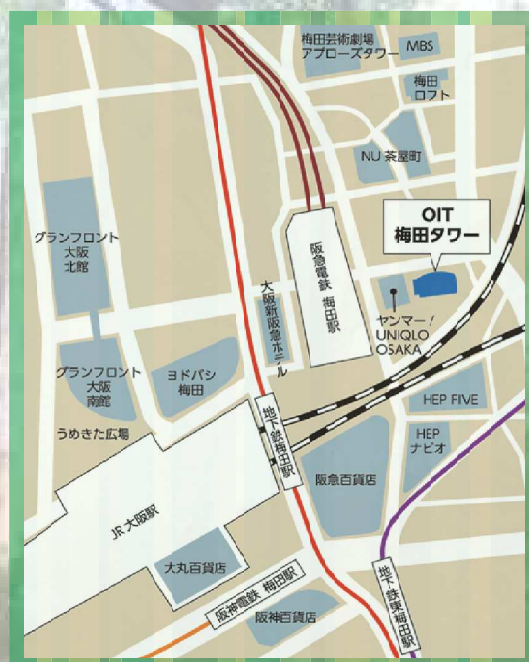 梅田芸術劇場
アプローズタワー
MBS
梅田
ロフト
NU 茶屋町
OIT
梅田タワー
グランフロント
大阪
北館
阪急電鉄 梅田駅
大阪新阪急ホテル
ヤンマー/
UNIQLO
OSAKA
グランフロント
大阪
南館
ヨドバシ
梅田
HEP FIVE
うめきた広場
地下鉄梅田駅
HEP
ナビオ
阪急百貨店
JR大阪駅
大丸百貨店
阪神電鉄 梅田駅
地下鉄東梅田駅
阪神百貨店